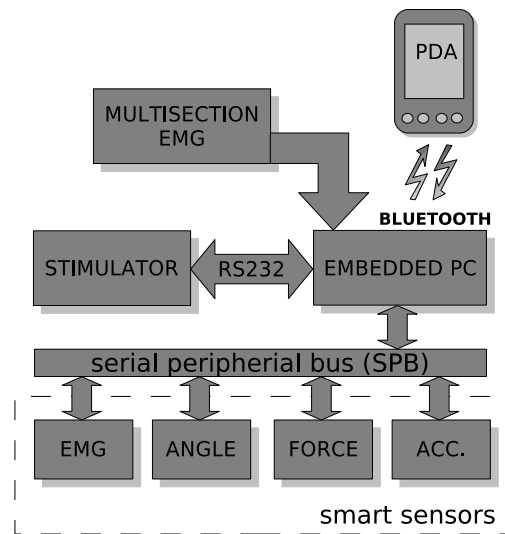 PDA
MULTISECTION
EMG
BLUETOOTH
STIMULATOR
RS232
EMBEDDED PC
serial peripherial bus (SPB)
EMG
ANGLE
FORCE
ACC.
smart sensors